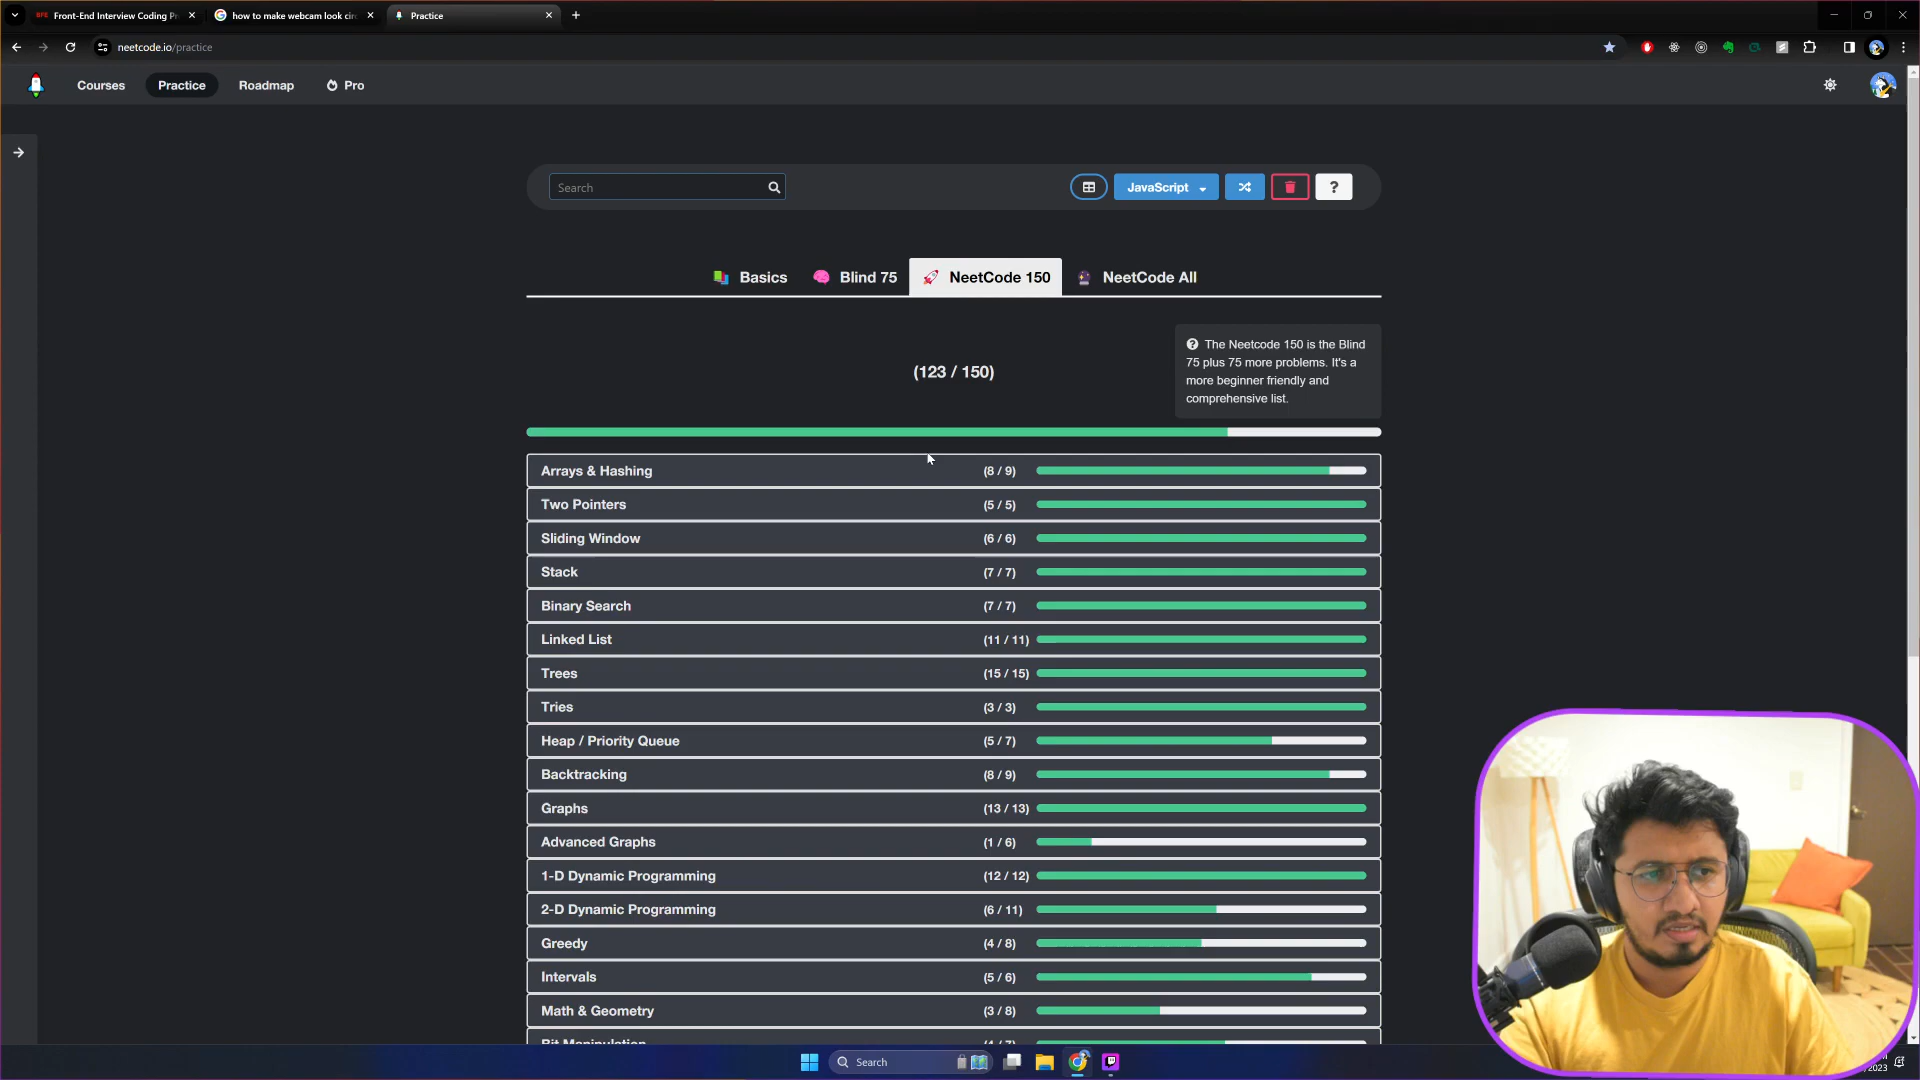 BFE Front-End Interview Coding Pr
how to make webcam look circ
Practice
neetcode.io/practice
Courses
Practice
Roadmap
Pro
Search
JavaScript
?
Basics
Blind 75
NeetCode 150
NeetCode All
(123 / 150)
? The Neetcode 150 is the Blind
75 plus 75 more problems. It's a
more beginner friendly and
comprehensive list.
Arrays & Hashing (8 / 9)
Two Pointers (5 / 5)
Sliding Window (6 / 6)
Stack (7 / 7)
Binary Search (7 / 7)
Linked List (11 / 11)
Trees (15 / 15)
Tries (3 / 3)
Heap / Priority Queue (5 / 7)
Backtracking (8 / 9)
Graphs (13 / 13)
Advanced Graphs (1 / 6)
1-D Dynamic Programming (12 / 12)
2-D Dynamic Programming (6 / 11)
Greedy (4 / 8)
Intervals (5 / 6)
Math & Geometry (3 / 8)
Bit Manipulation
Search
/2023